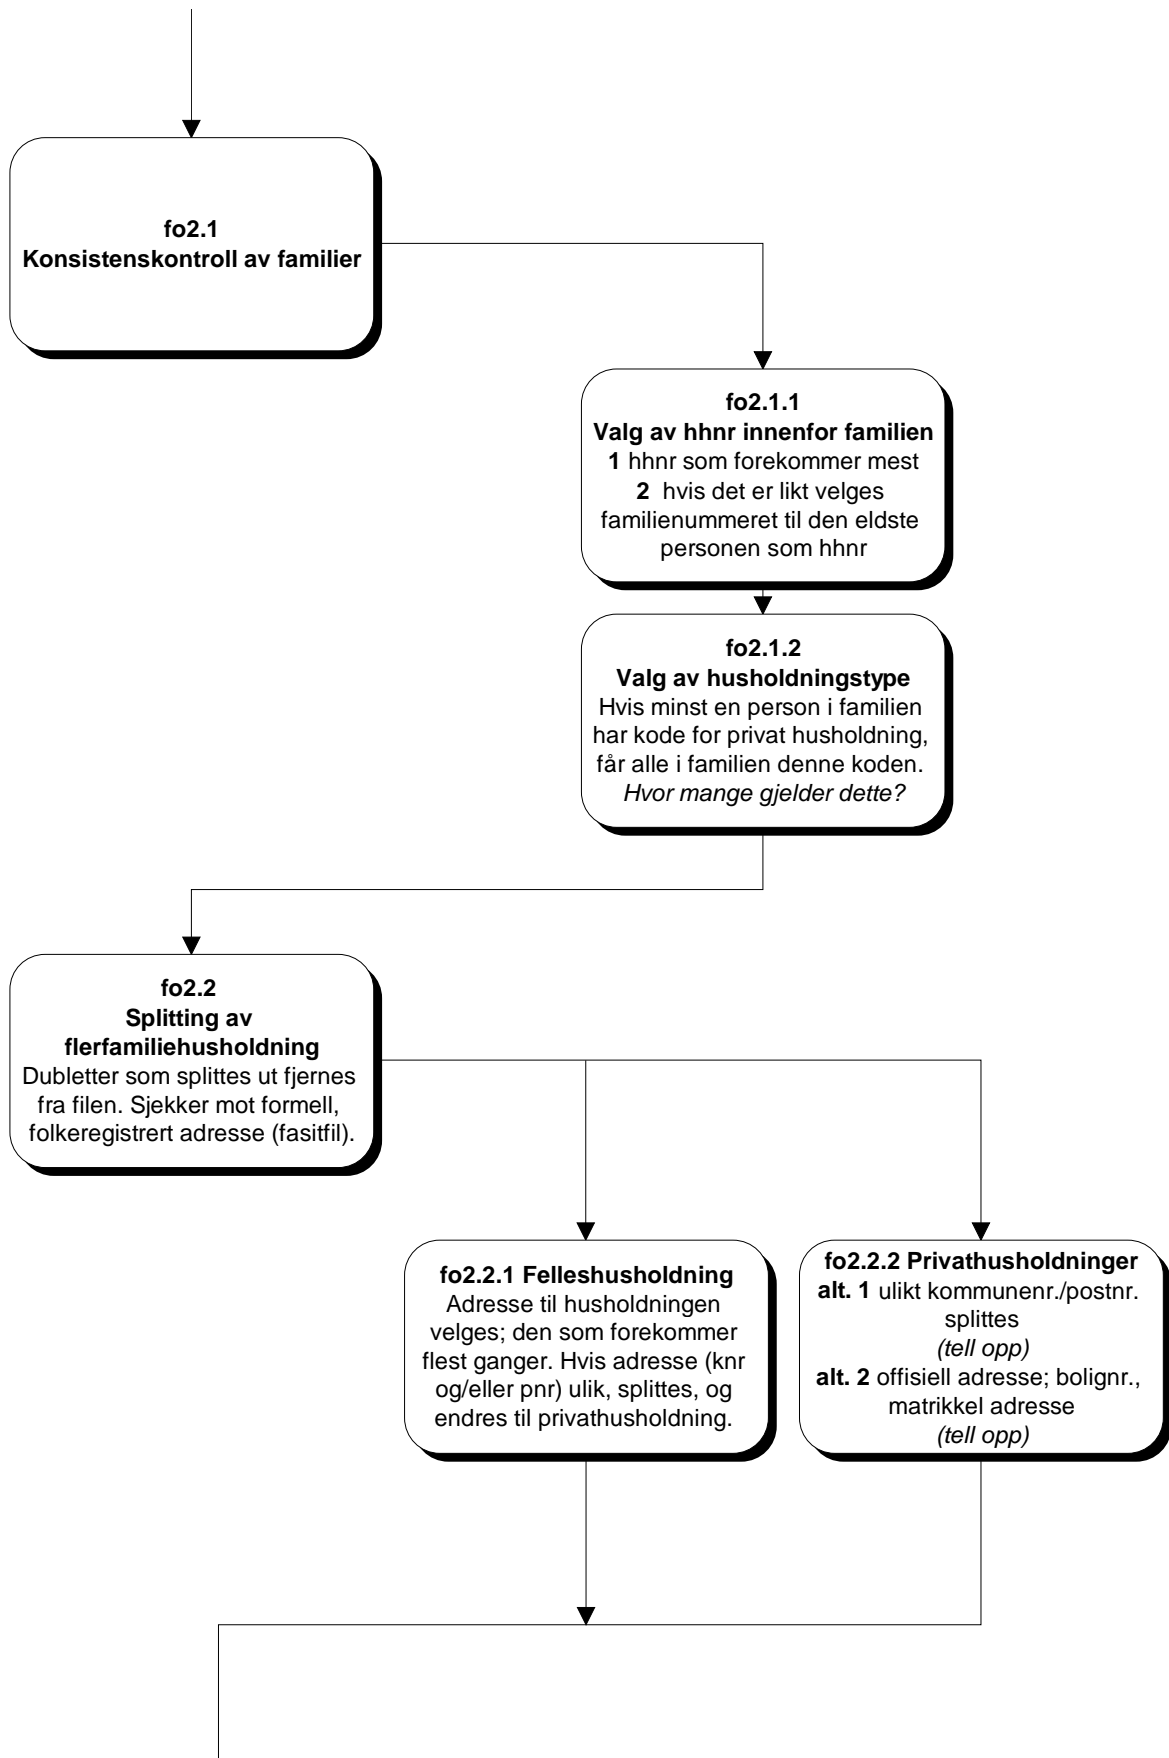 fo2.1
Konsistenskontroll av familier
fo2.1.1
Valg av hhnr innenfor familien
1 hhnr som forekommer mest
2 hvis det er likt velges
familienummeret til den eldste
personen som hhnr
fo2.1.2
Valg av husholdningstype
Hvis minst en person i familien
har kode for privat husholdning,
får alle i familien denne koden.
Hvor mange gjelder dette?
fo2.2
Splitting av
flerfamiliehusholdning
Dubletter som splittes ut fjernes
fra filen. Sjekker mot formell,
folkeregistrert adresse (fasitfil).
fo2.2.1 Felleshusholdning
Adresse til husholdningen
velges; den som forekommer
flest ganger. Hvis adresse (knr
og/eller pnr) ulik, splittes, og
endres til privathusholdning.
fo2.2.2 Privathusholdninger
alt. 1 ulikt kommunenr./postnr.
splittes
(tell opp)
alt. 2 offisiell adresse; bolignr.,
matrikkel adresse
(tell opp)